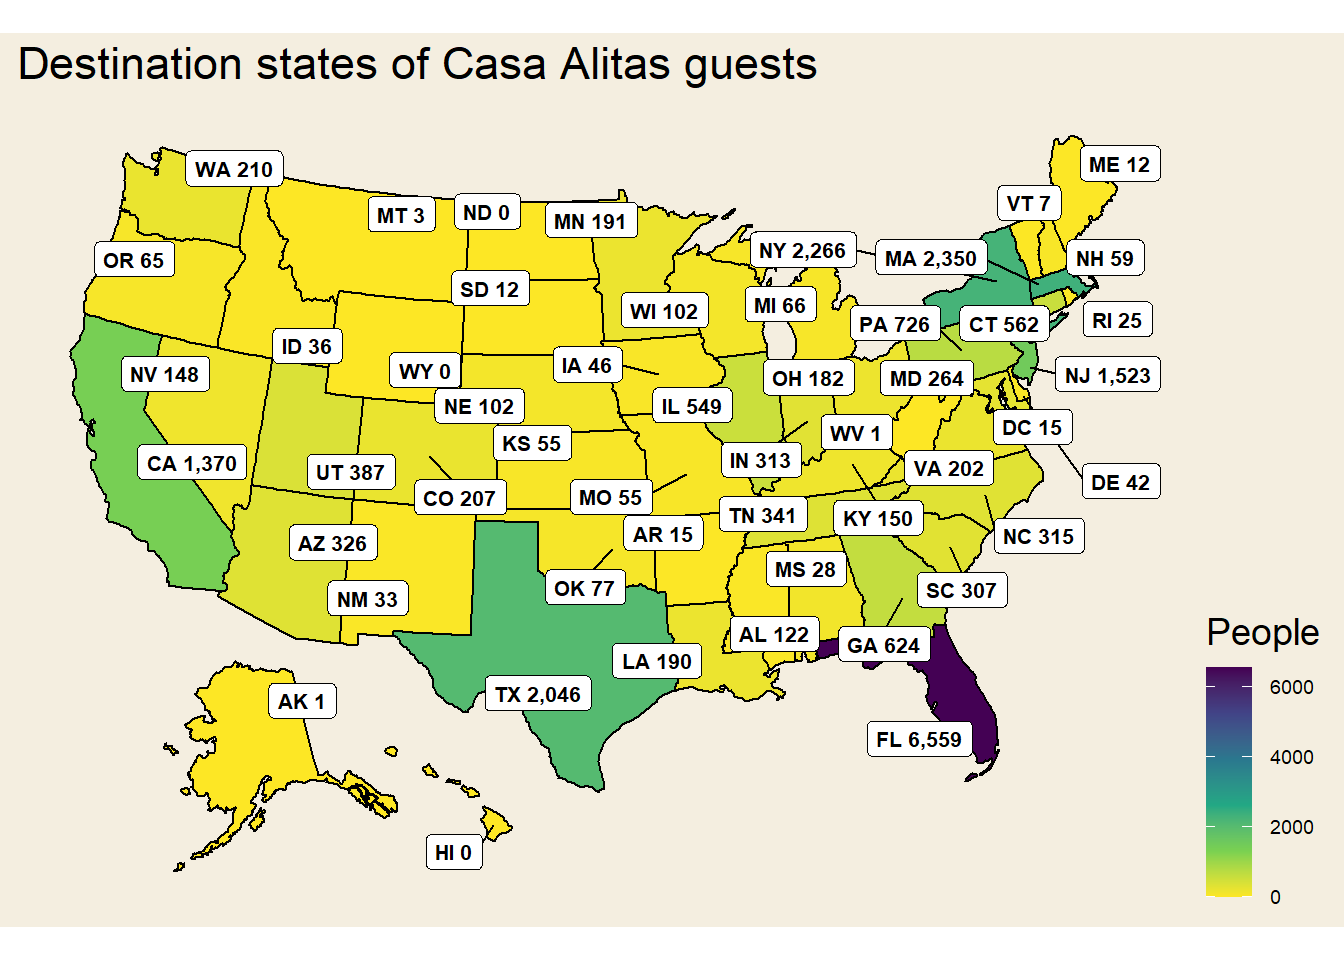 Destination states of Casa Alitas guests
ME 12
WA 210
VT 7
MT 3
ND 0
MN 191
NY 2,266
MA 2,350
NH 59
OR 65
SD 12
WI 102
MI 66
PA 726
CT 562
RI 25
ID 36
NV 148
WY 0
IA 46
OH 182
MD 264
NJ 1,523
NE 102
IL 549
DC 15
KS 55
WV 1
CA 1,370
UT 387
IN 313
VA 202
DE 42
CO 207
MO 55
TN 341
KY 150
AZ 326
AR 15
NC 315
MS 28
OK 77
SC 307
NM 33
AL 122
GA 624
LA 190
TX 2,046
AK 1
FL 6,559
HI 0
People
6000
4000
2000
0